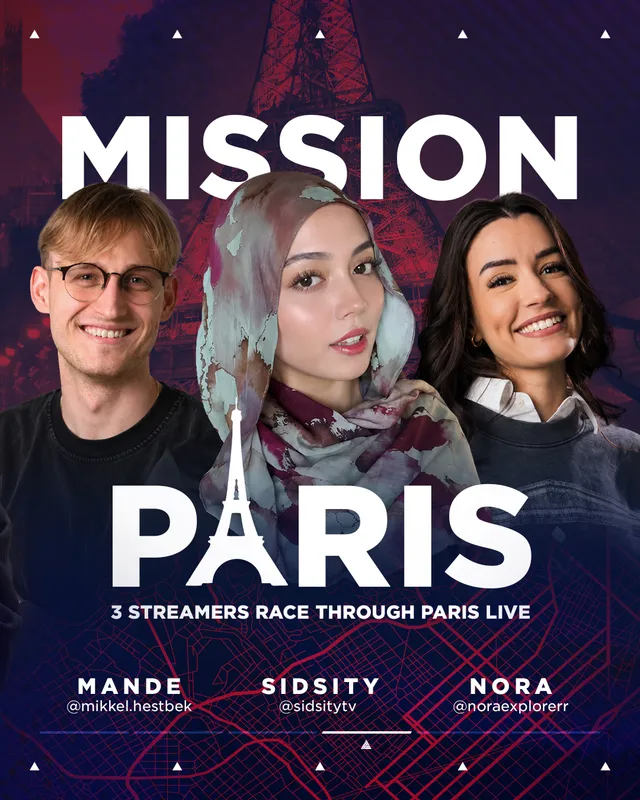 MISSION
PARIS
3 STREAMERS RACE THROUGH PARIS LIVE
MANDE SIDSITY NORA
@mikkel.hestbek @sidsitytv @noraexplorerr